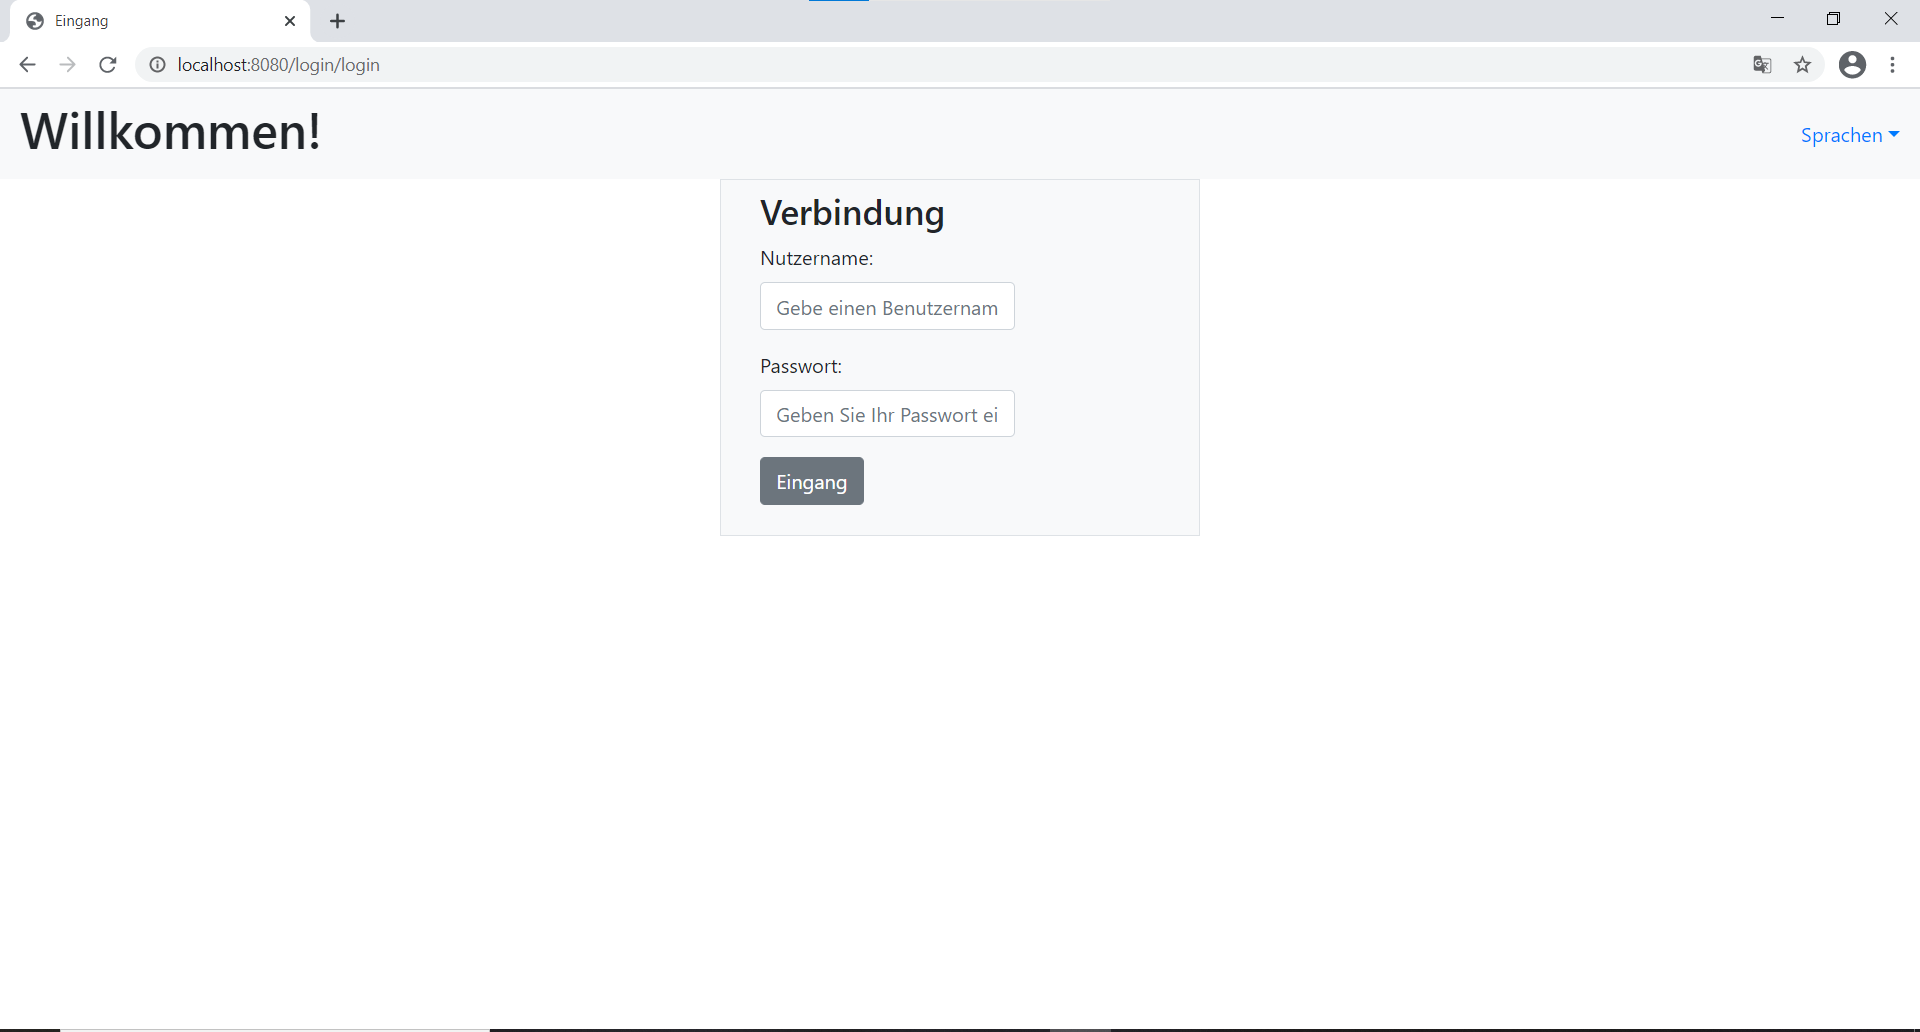 Eingang
localhost:8080/login/login
Willkommen!
Sprachen
Verbindung
Nutzername:
Gebe einen Benutzernam
Passwort:
Geben Sie Ihr Passwort ei
Eingang